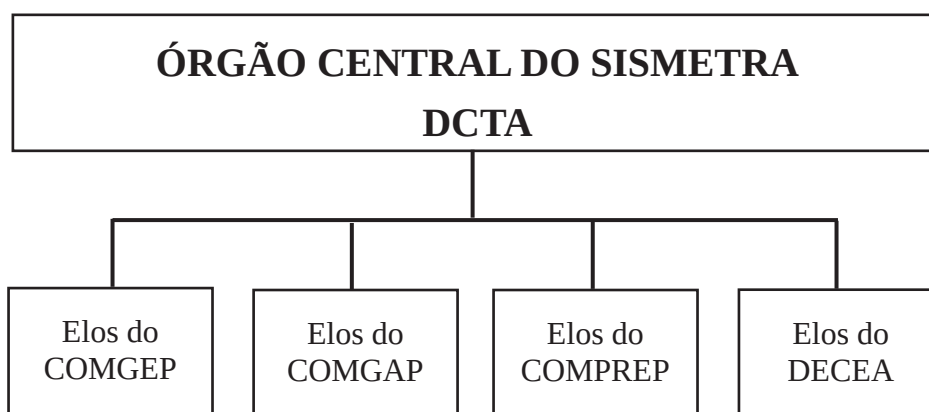 ÓRGÃO CENTRAL DO SISMETRA
DCTA
Elos do
COMGEP
Elos do
COMGAP
Elos do
COMPREP
Elos do
DECEA